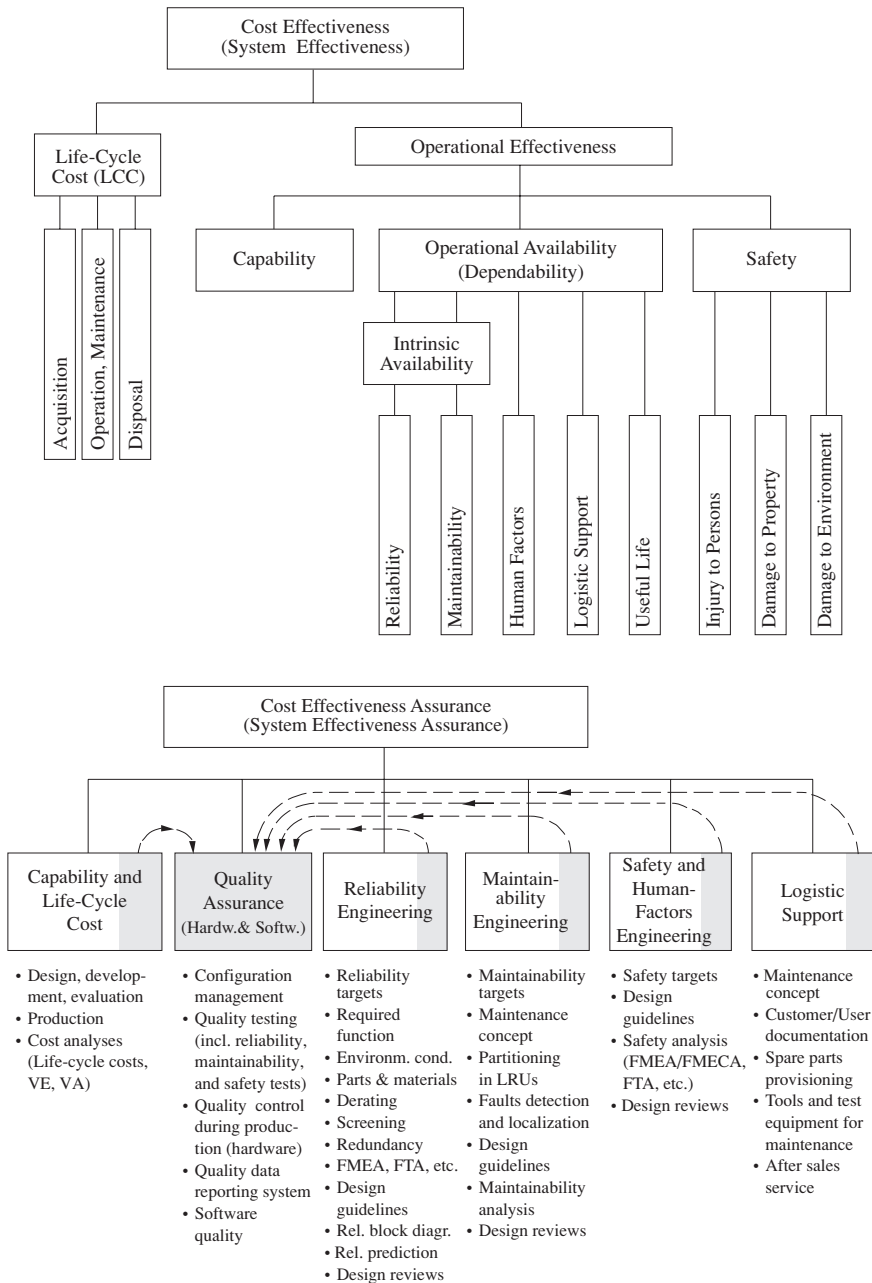 Cost Effectiveness
(System Effectiveness)
Life-Cycle
Cost (LCC)
Operational Effectiveness
Acquisition
Operation, Maintenance
Disposal
Capability
Operational Availability
(Dependability)
Safety
Intrinsic
Availability
Reliability
Maintainability
Human Factors
Logistic Support
Useful Life
Injury to Persons
Damage to Property
Damage to Environment
Cost Effectiveness Assurance
(System Effectiveness Assurance)
Capability and
Life-Cycle
Cost
• Design, develop-
ment, evaluation
• Production
• Cost analyses
(Life-cycle costs,
VE, VA)
Quality
Assurance
(Hardw.& Softw.)
• Configuration
management
• Quality testing
(incl. reliability,
maintainability,
and safety tests)
• Quality control
during produc-
tion (hardware)
• Quality data
reporting system
• Software
quality
Reliability
Engineering
• Reliability
targets
• Required
function
• Environm. cond.
• Parts & materials
• Derating
• Screening
• Redundancy
• FMEA, FTA, etc.
• Design
guidelines
• Rel. block diagr.
• Rel. prediction
• Design reviews
Maintain-
ability
Engineering
• Maintainability
targets
• Maintenance
concept
• Partitioning
in LRUs
• Faults detection
and localization
• Design
guidelines
• Maintainability
analysis
• Design reviews
Safety and
Human-
Factors
Engineering
• Safety targets
• Design
guidelines
• Safety analysis
(FMEA/FMECA,
FTA, etc.)
• Design reviews
Logistic
Support
• Maintenance
concept
• Customer/User
documentation
• Spare parts
provisioning
• Tools and test
equipment for
maintenance
• After sales
service